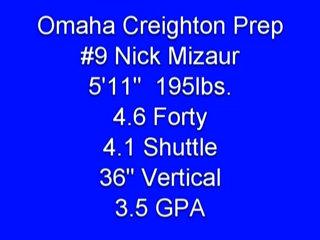 Omaha Creighton Prep
#9 Nick Mizaur
5'11"  195lbs.
4.6 Forty
4.1 Shuttle
36" Vertical
3.5 GPA